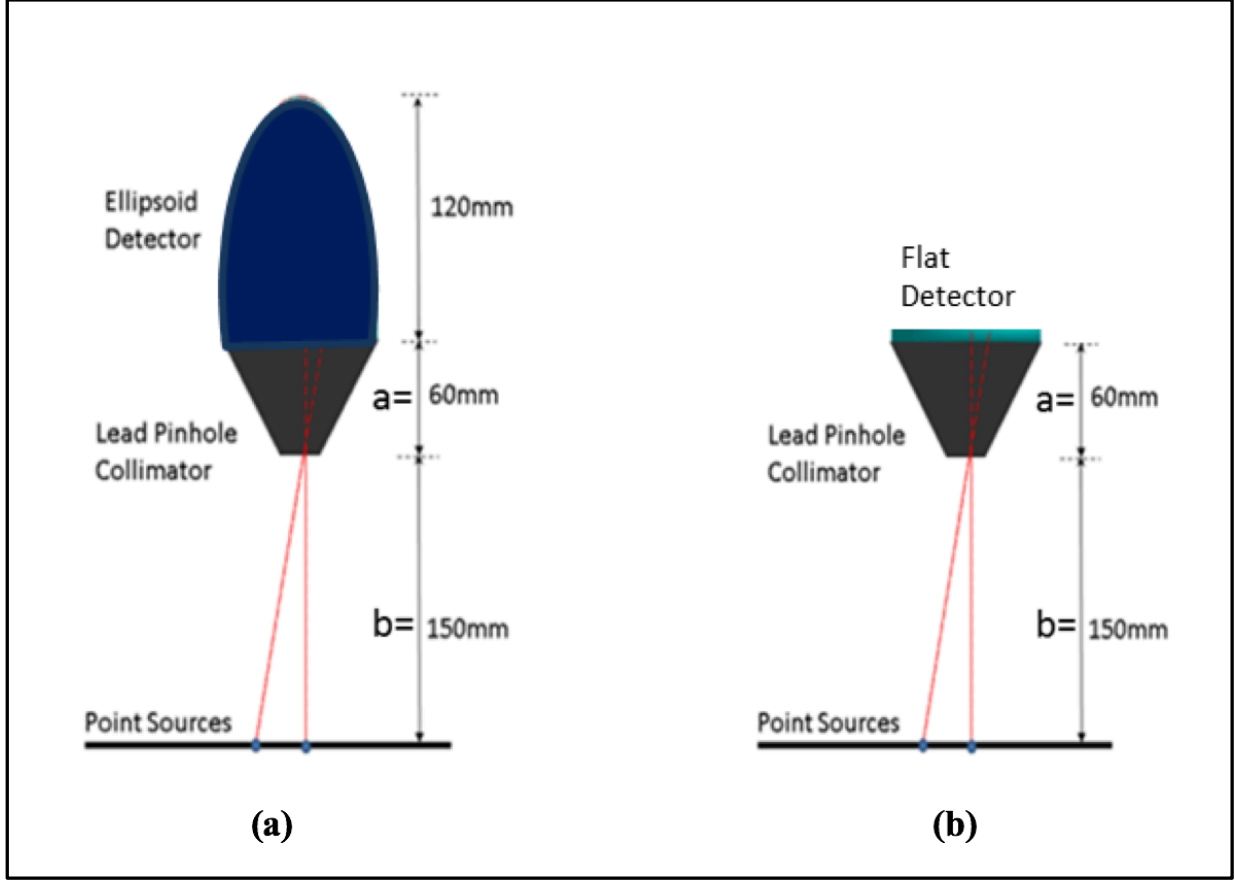 Ellipsoid
Detector
120mm
a= 60mm
Lead Pinhole
Collimator
b= 150mm
Point Sources
(a)
Flat
Detector
a= 60mm
Lead Pinhole
Collimator
b= 150mm
Point Sources
(b)